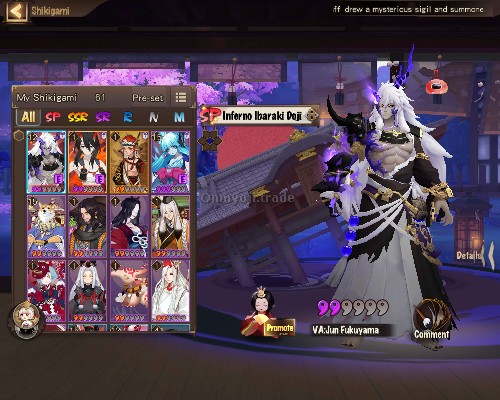 Shikigami
iff drew a mysterious sigil and summone
My Shikigami 61 Pre-set
All SP SSR SR R N M
SP Inferno Ibaraki Doji
Onmyoji.trade
Details
Promote
VA:Jun Fukuyama
Comment